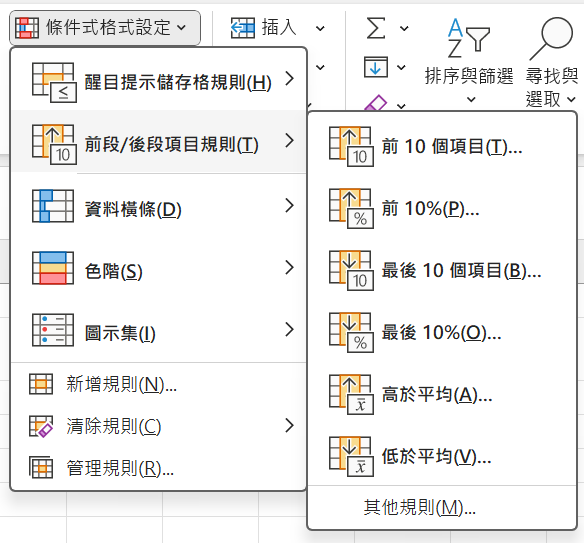 條件式格式設定
插入
排序與篩選
尋找與
選取
醒目提示儲存格規則(H)
前段/後段項目規則(T)
10
資料橫條(D)
色階(S)
圖示集(I)
新增規則(N)...
清除規則(C)
管理規則(R)...
前 10 個項目(T)...
10
前 10%(P)...
%
最後 10 個項目(B)...
10
最後 10%(O)...
%
高於平均(A)...
x̄
低於平均(V)...
x̄
其他規則(M)...